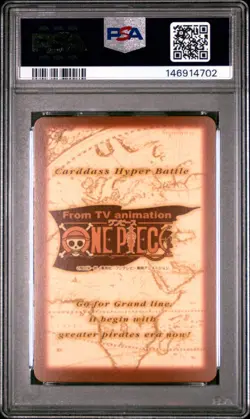 PSA
146914702
Carddass Hyper Battle
From TV animation
ワンピース
ONE PIECE
Go for Grand line.
it begin with
greater pirates era now!